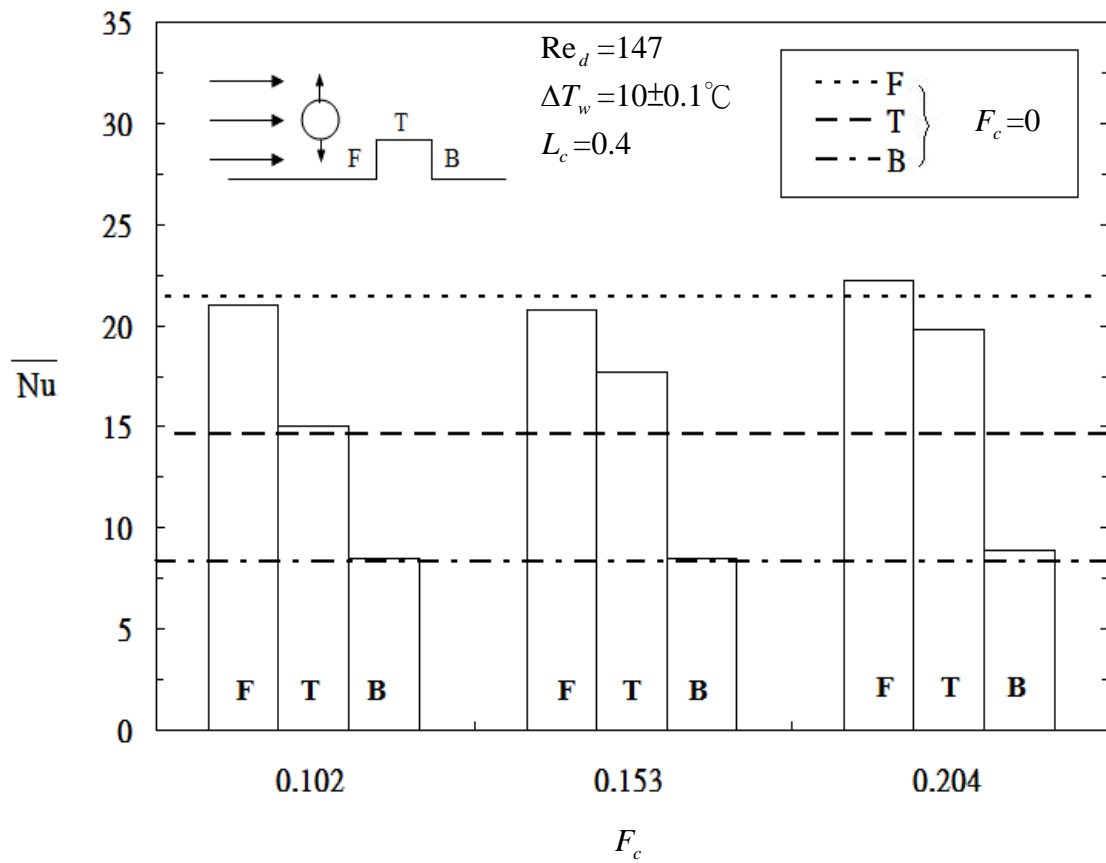 35
30
25
20
15
10
5
0
Nu
Re_d =147
ΔT_w =10±0.1℃
L_c =0.4
F
T
B
F_c =0
T
F
B
F T B
F T B
F T B
0.102
0.153
0.204
F_c